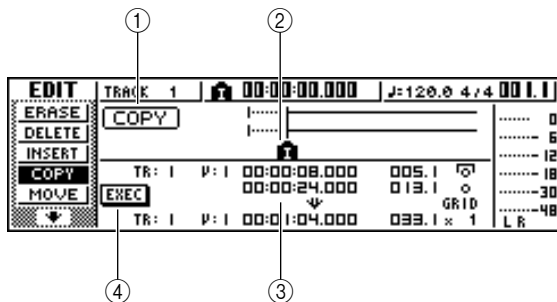 ① ②
EDIT TRACK 1 I 00:00:00.000 ♩=120.0 4/4 001.1
ERASE COPY 0
DELETE 6
INSERT I 12
COPY TR: 1 V: 1 00:00:08.000 005.1 18
MOVE EXEC 00:00:24.000 013.1 30
GRID 48
TR: 1 V: 1 00:01:04.000 033.1 x 1 L R
④ ③